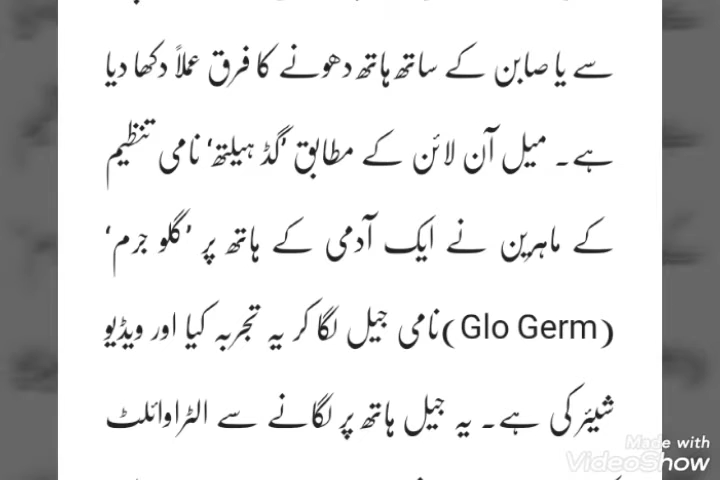 سے یا صابن کے ساتھ ہاتھ دھونے کا فرق عملاً دکھا دیا
ہے۔ میل آن لائن کے مطابق ’گڈ ہیلتھ‘ نامی تنظیم
کے ماہرین نے ایک آدمی کے ہاتھ پر ’گلو جرم‘
(Glo Germ)نامی جیل لگا کر یہ تجربہ کیا اور ویڈیو
شیئر کی ہے۔ یہ جیل ہاتھ پر لگانے سے الٹراوائلٹ
Made with
VideoShow